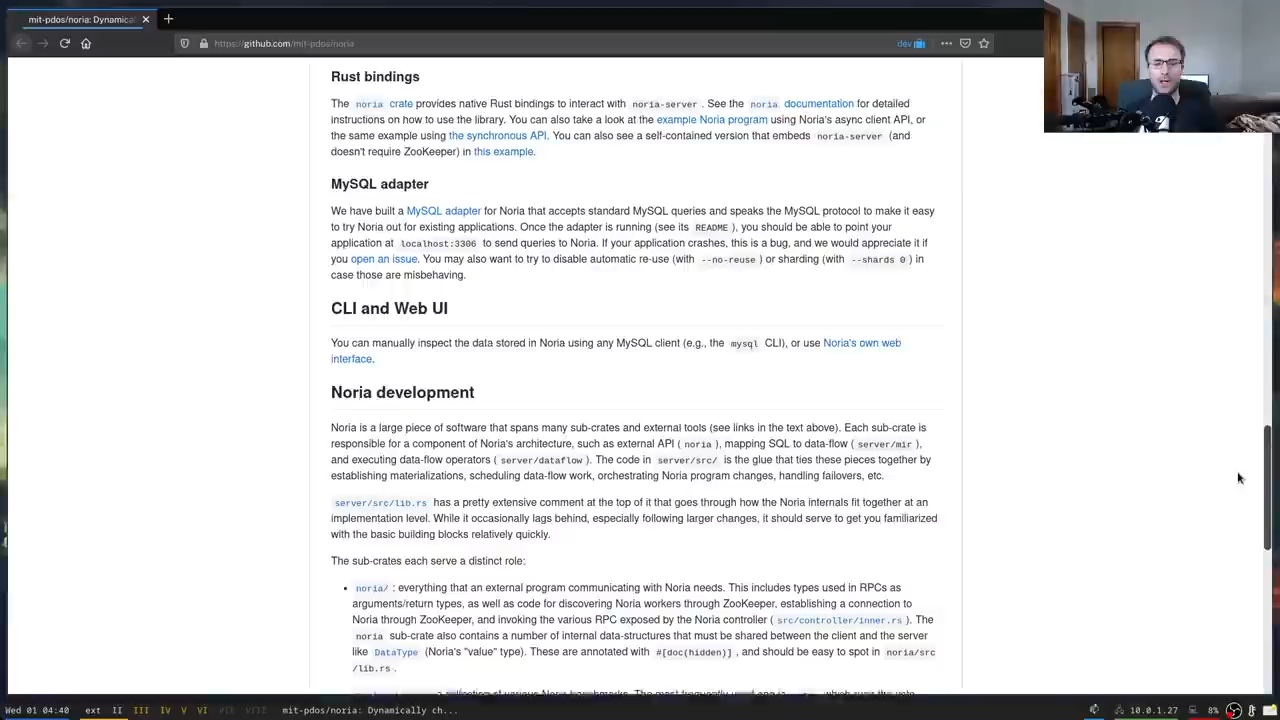 mit-pdos/noria: Dynamical
https://github.com/mit-pdos/noria
dev
Rust bindings
The noria crate provides native Rust bindings to interact with noria-server . See the noria documentation for detailed
instructions on how to use the library. You can also take a look at the example Noria program using Noria's async client API, or
the same example using the synchronous API. You can also see a self-contained version that embeds noria-server (and
doesn't require ZooKeeper) in this example.
MySQL adapter
We have built a MySQL adapter for Noria that accepts standard MySQL queries and speaks the MySQL protocol to make it easy
to try Noria out for existing applications. Once the adapter is running (see its README ), you should be able to point your
application at localhost:3306 to send queries to Noria. If your application crashes, this is a bug, and we would appreciate it if
you open an issue. You may also want to try to disable automatic re-use (with --no-reuse ) or sharding (with --shards 0 ) in
case those are misbehaving.
CLI and Web UI
You can manually inspect the data stored in Noria using any MySQL client (e.g., the mysql CLI), or use Noria's own web
interface.
Noria development
Noria is a large piece of software that spans many sub-crates and external tools (see links in the text above). Each sub-crate is
responsible for a component of Noria's architecture, such as external API ( noria ), mapping SQL to data-flow ( server/mir ),
and executing data-flow operators ( server/dataflow ). The code in server/src/ is the glue that ties these pieces together by
establishing materializations, scheduling data-flow work, orchestrating Noria program changes, handling failovers, etc.
server/src/lib.rs has a pretty extensive comment at the top of it that goes through how the Noria internals fit together at an
implementation level. While it occasionally lags behind, especially following larger changes, it should serve to get you familiarized
with the basic building blocks relatively quickly.
The sub-crates each serve a distinct role:
• noria/ : everything that an external program communicating with Noria needs. This includes types used in RPCs as
arguments/return types, as well as code for discovering Noria workers through ZooKeeper, establishing a connection to
Noria through ZooKeeper, and invoking the various RPC exposed by the Noria controller ( src/controller/inner.rs ). The
noria sub-crate also contains a number of internal data-structures that must be shared between the client and the server
like DataType (Noria's "value" type). These are annotated with #[doc(hidden)] , and should be easy to spot in noria/src
/lib.rs .
Wed 01 04:40 ext II III IV V VI VII VIII mit-pdos/noria: Dynamically ch... 10.0.1.27 8%